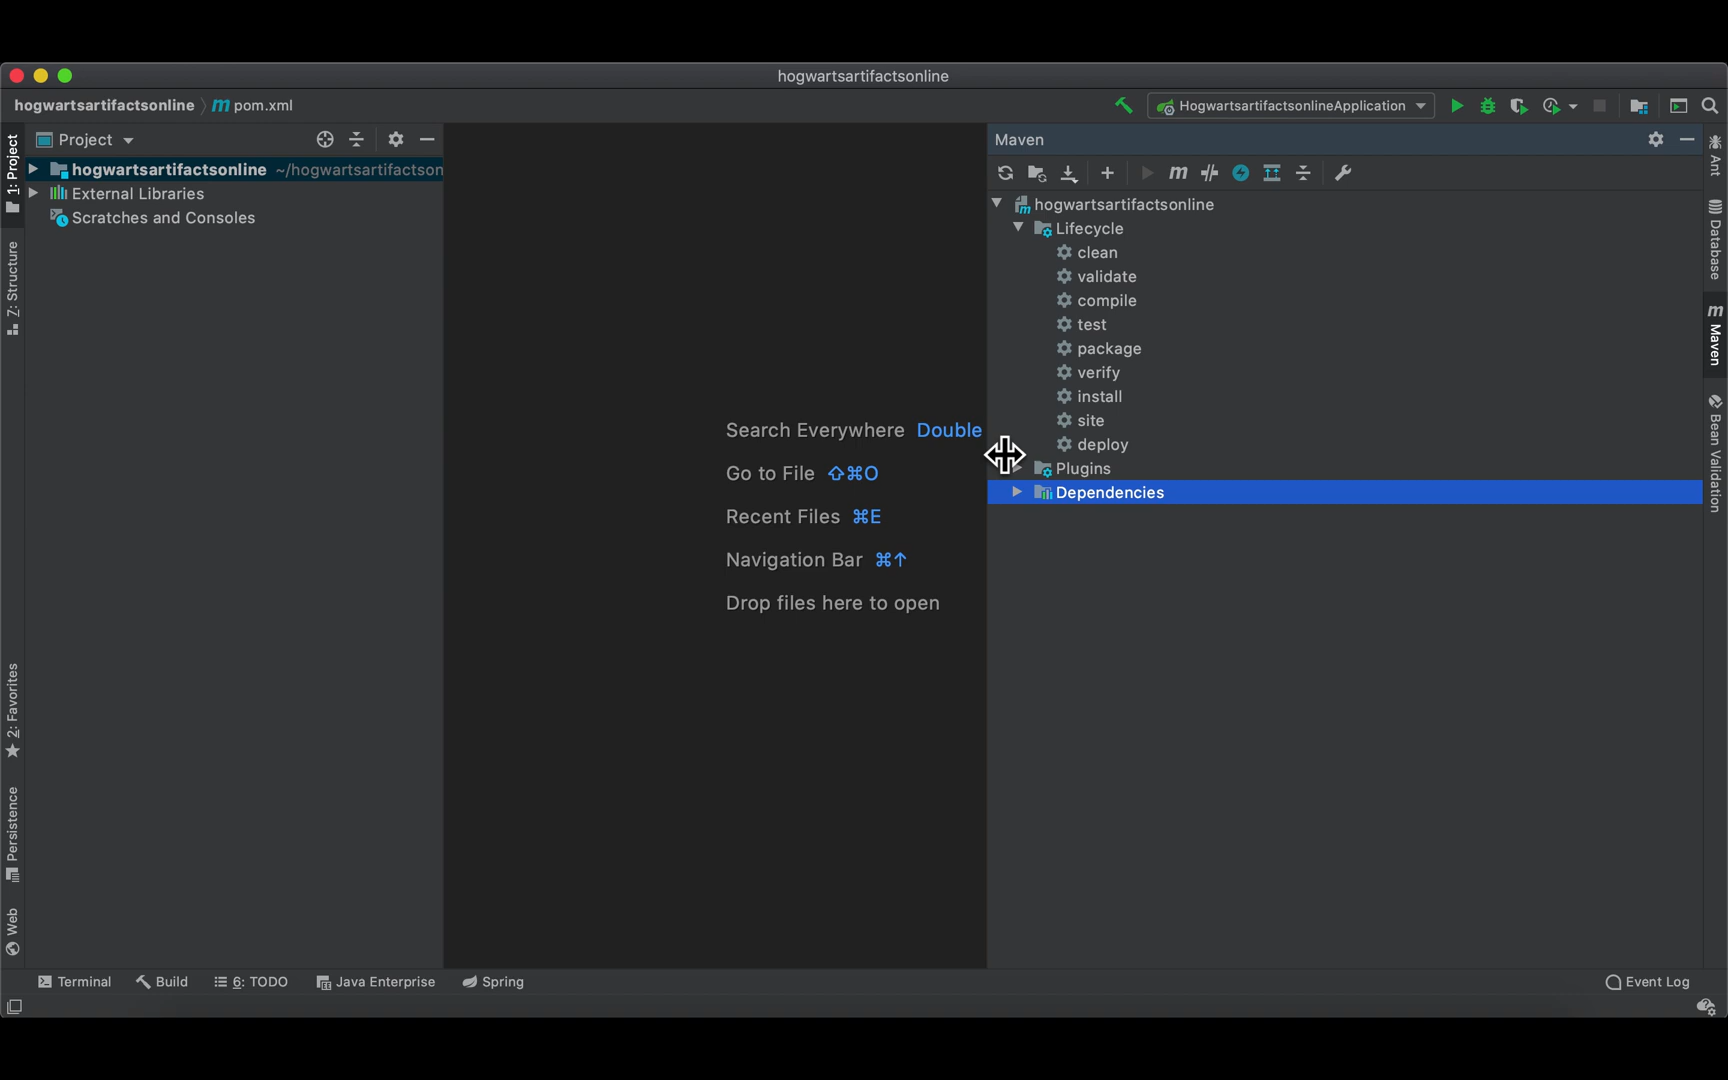 hogwartsartifactsonline
hogwartsartifactsonline pom.xml
HogwartsartifactsonlineApplication
1: Project
Z: Structure
2: Favorites
Persistence
Web
Project
hogwartsartifactsonline ~/hogwartsartifactson
External Libraries
Scratches and Consoles
Search Everywhere Double
Go to File ⇧⌘O
Recent Files ⌘E
Navigation Bar ⌘↑
Drop files here to open
Maven
hogwartsartifactsonline
Lifecycle
clean
validate
compile
test
package
verify
install
site
deploy
Plugins
Dependencies
Ant
Database
Maven
Bean Validation
Terminal
Build
6: TODO
Java Enterprise
Spring
Event Log